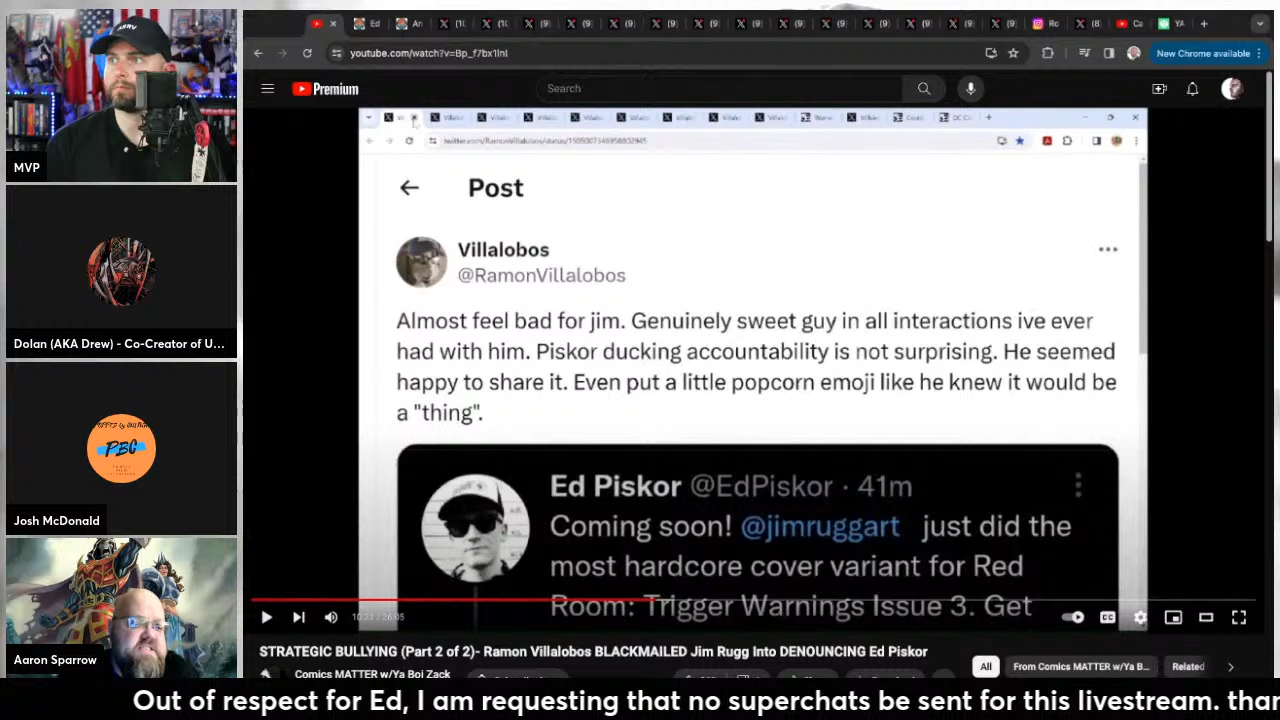 youtube.com/watch?v=Bp_f7bx1InI
New Chrome available
Premium
Search
Post
Villalobos
@RamonVillalobos
Almost feel bad for jim. Genuinely sweet guy in all interactions ive ever
had with him. Piskor ducking accountability is not surprising. He seemed
happy to share it. Even put a little popcorn emoji like he knew it would be
a "thing".
Ed Piskor @EdPiskor · 41m
Coming soon! @jimruggart just did the
most hardcore cover variant for Red
Room: Trigger Warnings Issue 3. Get
STRATEGIC BULLYING (Part 2 of 2)- Ramon Villalobos BLACKMAILED Jim Rugg Into DENOUNCING Ed Piskor
Comics MATTER w/Ya Boi Zack
All
From Comics MATTER w/Ya B...
Related
MVP
Dolan (AKA Drew) - Co-Creator of U...
PBC
Josh McDonald
Aaron Sparrow
Out of respect for Ed, I am requesting that no superchats be sent for this livestream. than